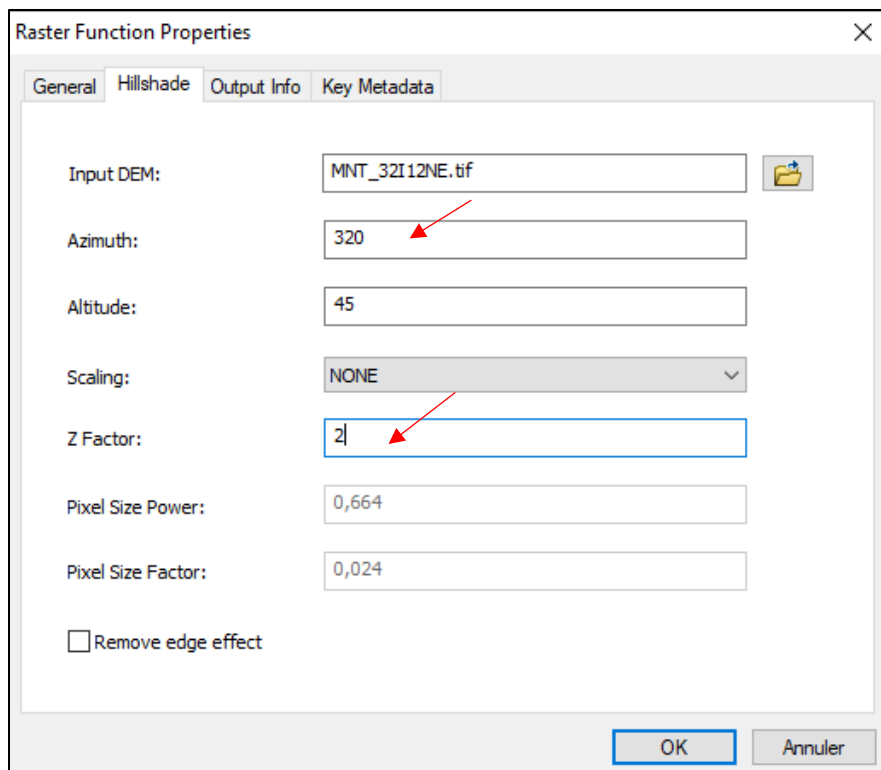 Raster Function Properties
General Hillshade Output Info Key Metadata
Input DEM: MNT_32I12NE.tif
Azimuth: 320
Altitude: 45
Scaling: NONE
Z Factor: 2
Pixel Size Power: 0,664
Pixel Size Factor: 0,024
Remove edge effect
OK Annuler